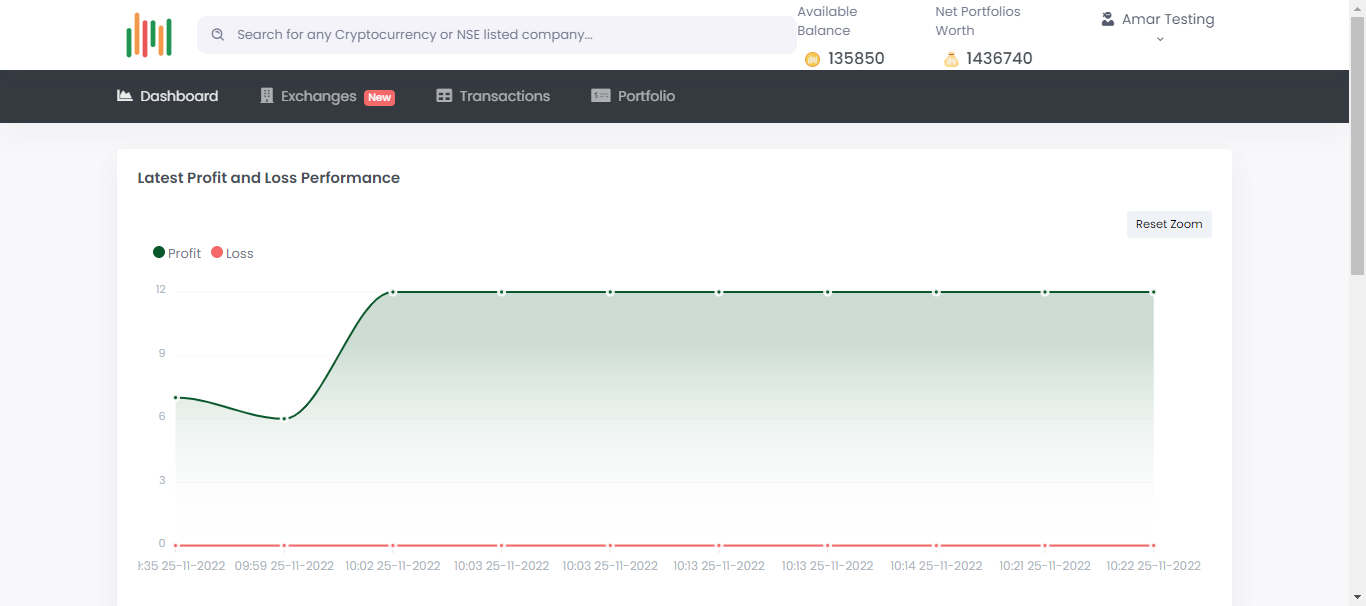 Search for any Cryptocurrency or NSE listed company...
Available
Balance
135850
Net Portfolios
Worth
1436740
Amar Testing
Dashboard
Exchanges New
Transactions
Portfolio
Latest Profit and Loss Performance
Reset Zoom
Profit Loss
12
9
6
3
0
:35 25-11-2022 09:59 25-11-2022 10:02 25-11-2022 10:03 25-11-2022 10:03 25-11-2022 10:13 25-11-2022 10:13 25-11-2022 10:14 25-11-2022 10:21 25-11-2022 10:22 25-11-2022